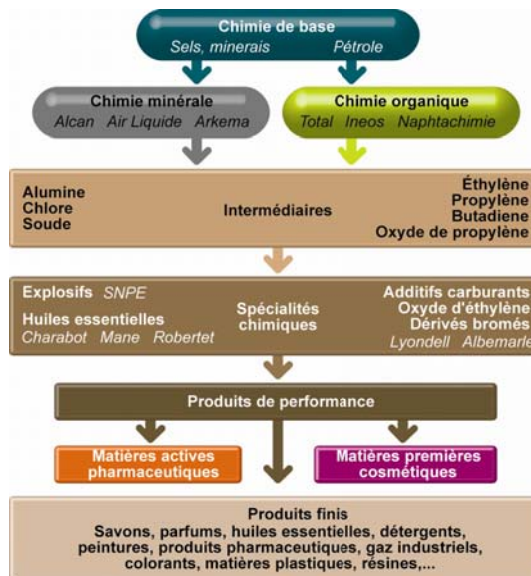 Chimie de base
Sels, minerais Pétrole
Chimie minérale
Alcan Air Liquide Arkema
Chimie organique
Total Ineos Naphtachimie
Alumine
Chlore
Soude
Intermédiaires
Éthylène
Propylène
Butadiene
Oxyde de propylène
Explosifs SNPE
Huiles essentielles
Charabot Mane Robertet
Spécialités
chimiques
Additifs carburants
Oxyde d'éthylène
Dérivés bromés
Lyondell Albemarle
Produits de performance
Matières actives
pharmaceutiques
Matières premières
cosmétiques
Produits finis
Savons, parfums, huiles essentielles, détergents,
peintures, produits pharmaceutiques, gaz industriels,
colorants, matières plastiques, résines,...